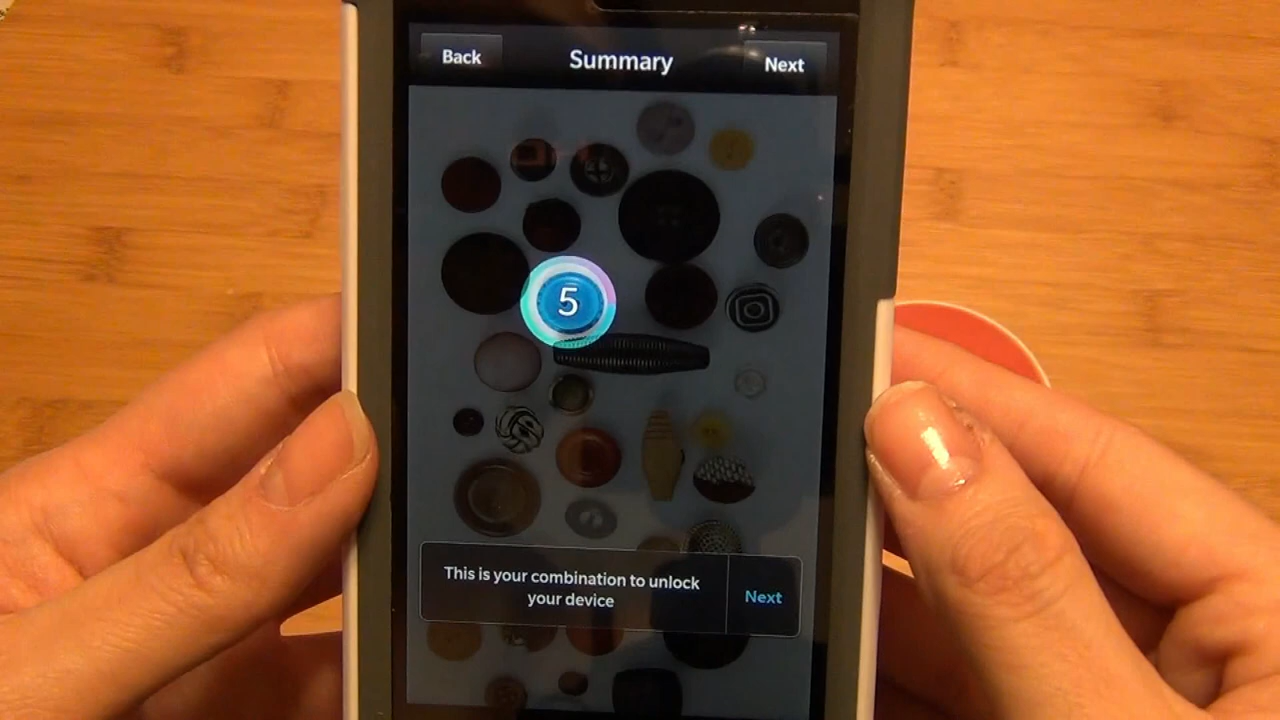 Back
Summary
Next
5
This is your combination to unlock
your device
Next